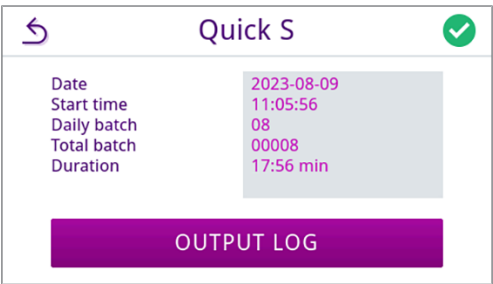 Quick S
Date 2023-08-09
Start time 11:05:56
Daily batch 08
Total batch 00008
Duration 17:56 min
OUTPUT LOG